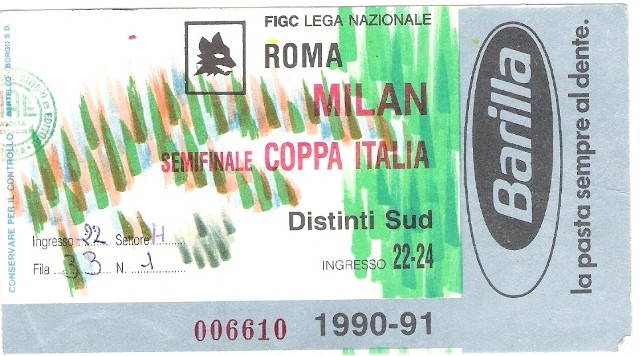 FIGC LEGA NAZIONALE
ROMA
MILAN
SEMIFINALE COPPA ITALIA
Distinti Sud
Ingresso 22 Settore H
INGRESSO 22-24
Fila 33 N. 1
006610 1990-91
CONSERVARE PER IL CONTROLLO
Barilla
la pasta sempre al dente.